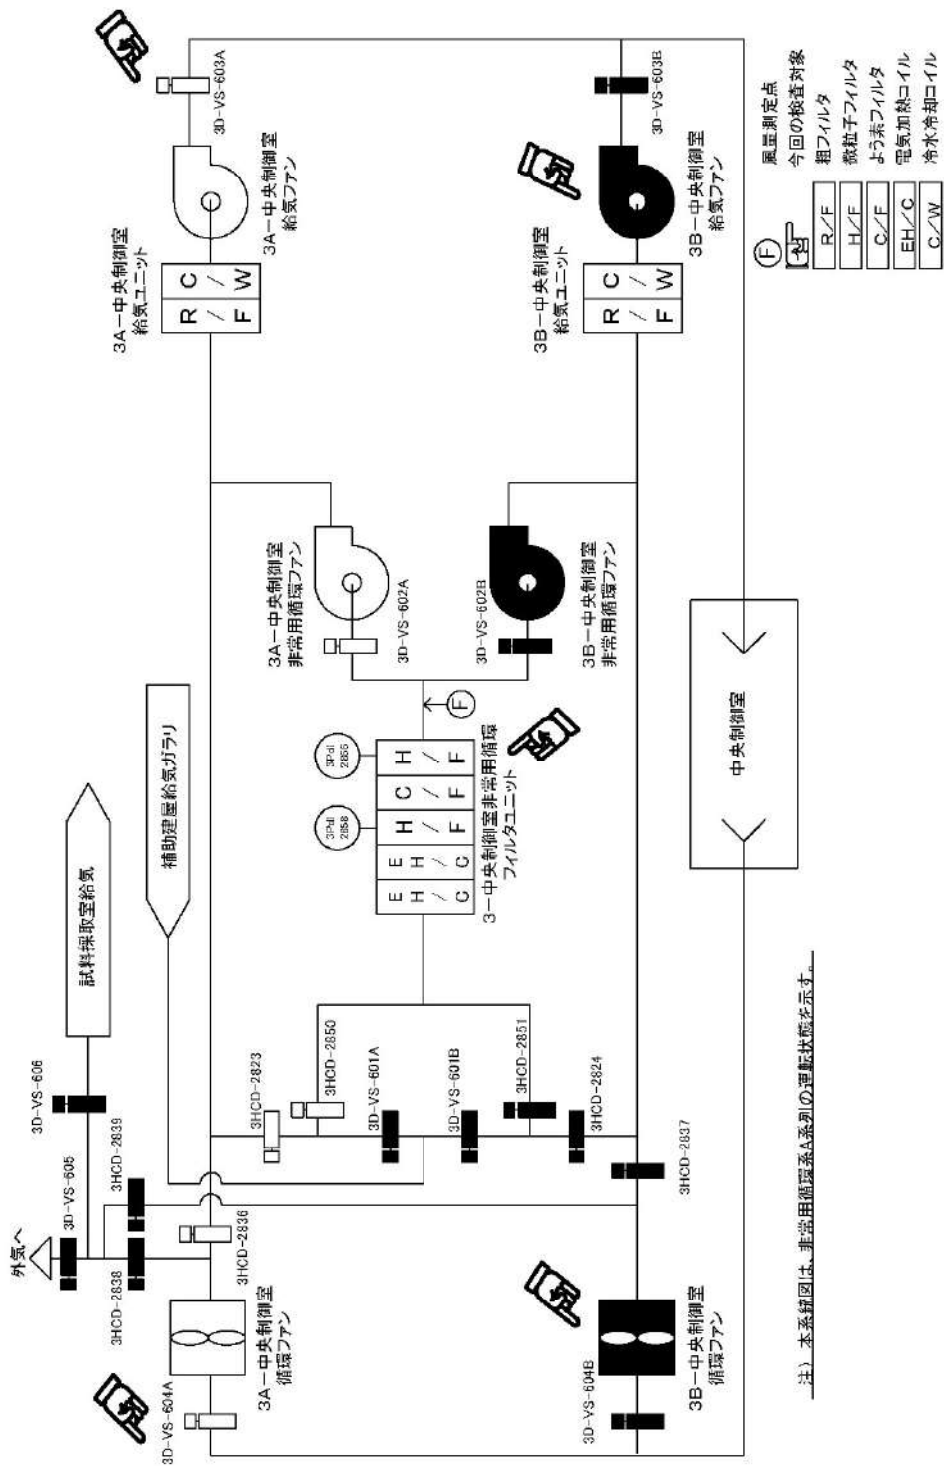 外気へ
3D-VS-605
3D-VS-606
試料採取室給気
補助建屋給気ガラリ
3HCD-2838
3HCD-2839
3D-VS-604A
3A－中央制御室
循環ファン
3HCD-2836
3HCD-2823
3HCD-2850
3D-VS-601A
3D-VS-601B
3HCD-2851
3HCD-2824
3HCD-2837
3D-VS-604B
3B－中央制御室
循環ファン
E H / C
E H / C
H / F
C / F
H / F
3PdI
2858
3PdI
2855
3－中央制御室非常用循環
フィルタユニット
F
3A－中央制御室
非常用循環ファン
3D-VS-602A
3D-VS-602B
3B－中央制御室
非常用循環ファン
3A－中央制御室
給気ユニット
R / F
C / W
3A－中央制御室
給気ファン
3D-VS-603A
3B－中央制御室
給気ユニット
R / F
C / W
3B－中央制御室
給気ファン
3D-VS-603B
中央制御室
F 風量測定点
今回の検査対象
R/F 粗フィルタ
H/F 微粒子フィルタ
C/F よう素フィルタ
EH/C 電気加熱コイル
C/W 冷水冷却コイル
注）本系統図は、非常用循環系A系列の運転状態を示す。